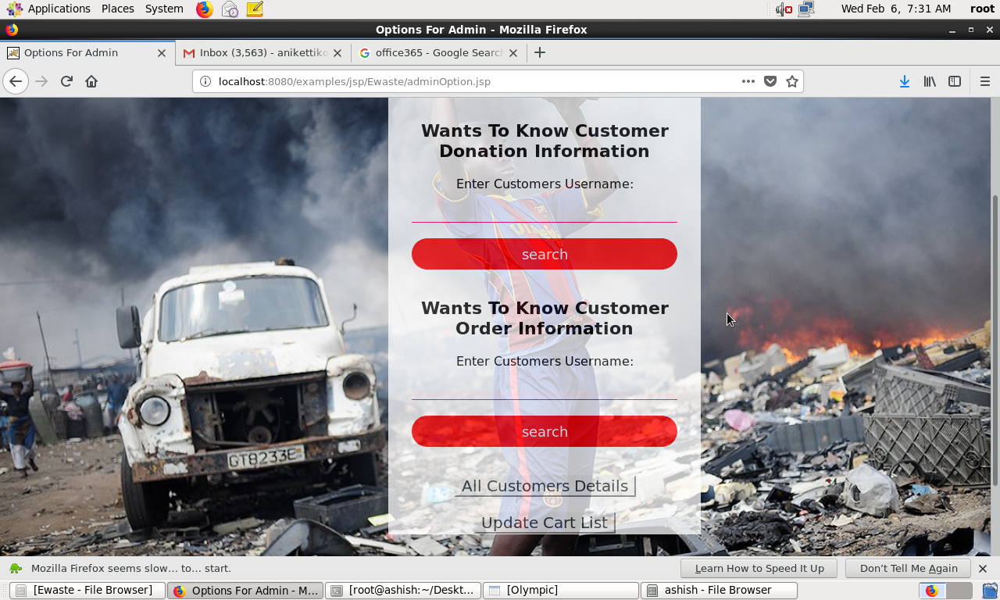 Applications Places System
Wed Feb 6, 7:31 AM root
Options For Admin - Mozilla Firefox
Options For Admin
Inbox (3,563) - anikettiko
office365 - Google Search
localhost:8080/examples/jsp/Ewaste/adminOption.jsp
Wants To Know Customer
Donation Information
Enter Customers Username:
search
Wants To Know Customer
Order Information
Enter Customers Username:
search
All Customers Details
Update Cart List
GT8233E
Mozilla Firefox seems slow... to... start.
Learn How to Speed It Up
Don't Tell Me Again
[Ewaste - File Browser]
Options For Admin - M...
[root@ashish:~/Deskt...
[Olympic]
ashish - File Browser